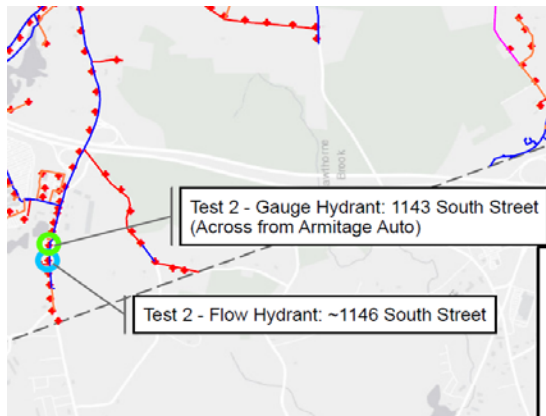 Brook
Test 2 - Gauge Hydrant: 1143 South Street
(Across from Armitage Auto)
Test 2 - Flow Hydrant: ~1146 South Street